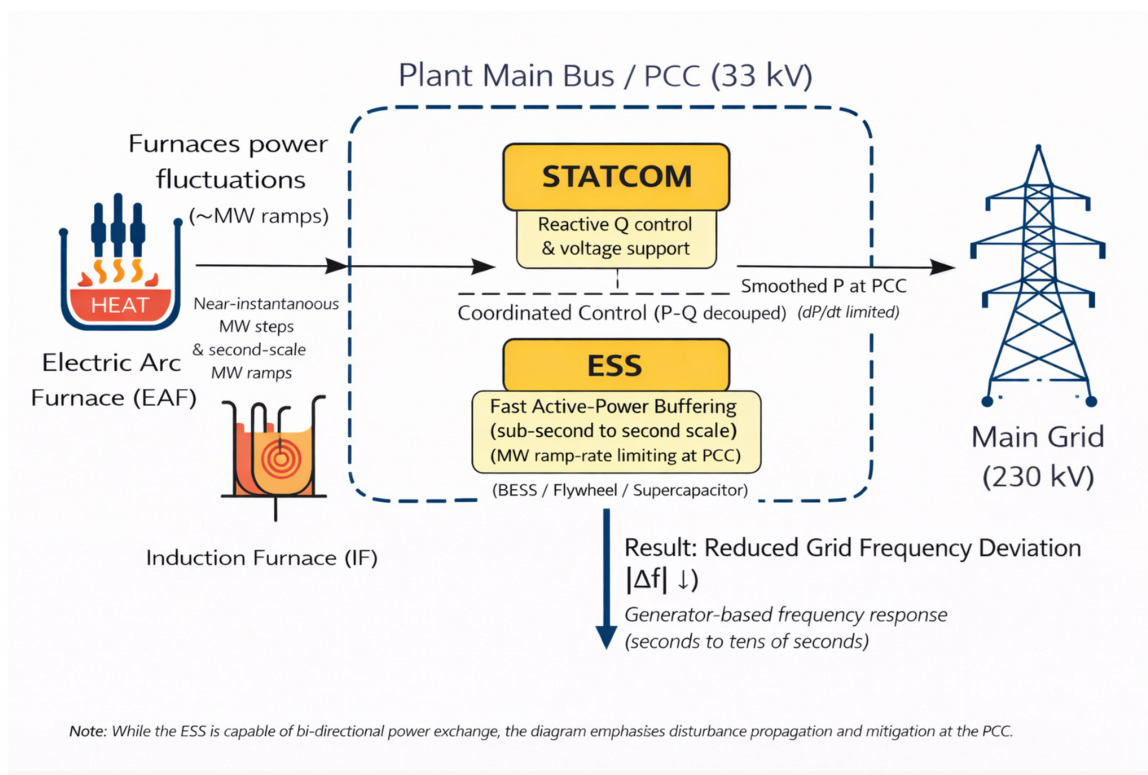 Plant Main Bus / PCC (33 kV)
Furnaces power
fluctuations
(~MW ramps)
HEAT
Near-instantaneous
MW steps
& second-scale
MW ramps
Electric Arc
Furnace (EAF)
Induction Furnace (IF)
STATCOM
Reactive Q control
& voltage support
Coordinated Control (P-Q decouped)
Smoothed P at PCC
(dP/dt limited)
ESS
Fast Active-Power Buffering
(sub-second to second scale)
(MW ramp-rate limiting at PCC)
(BESS / Flywheel / Supercapacitor)
Main Grid
(230 kV)
Result: Reduced Grid Frequency Deviation
|Δf| ↓)
Generator-based frequency response
(seconds to tens of seconds)
Note: While the ESS is capable of bi-directional power exchange, the diagram emphasises disturbance propagation and mitigation at the PCC.